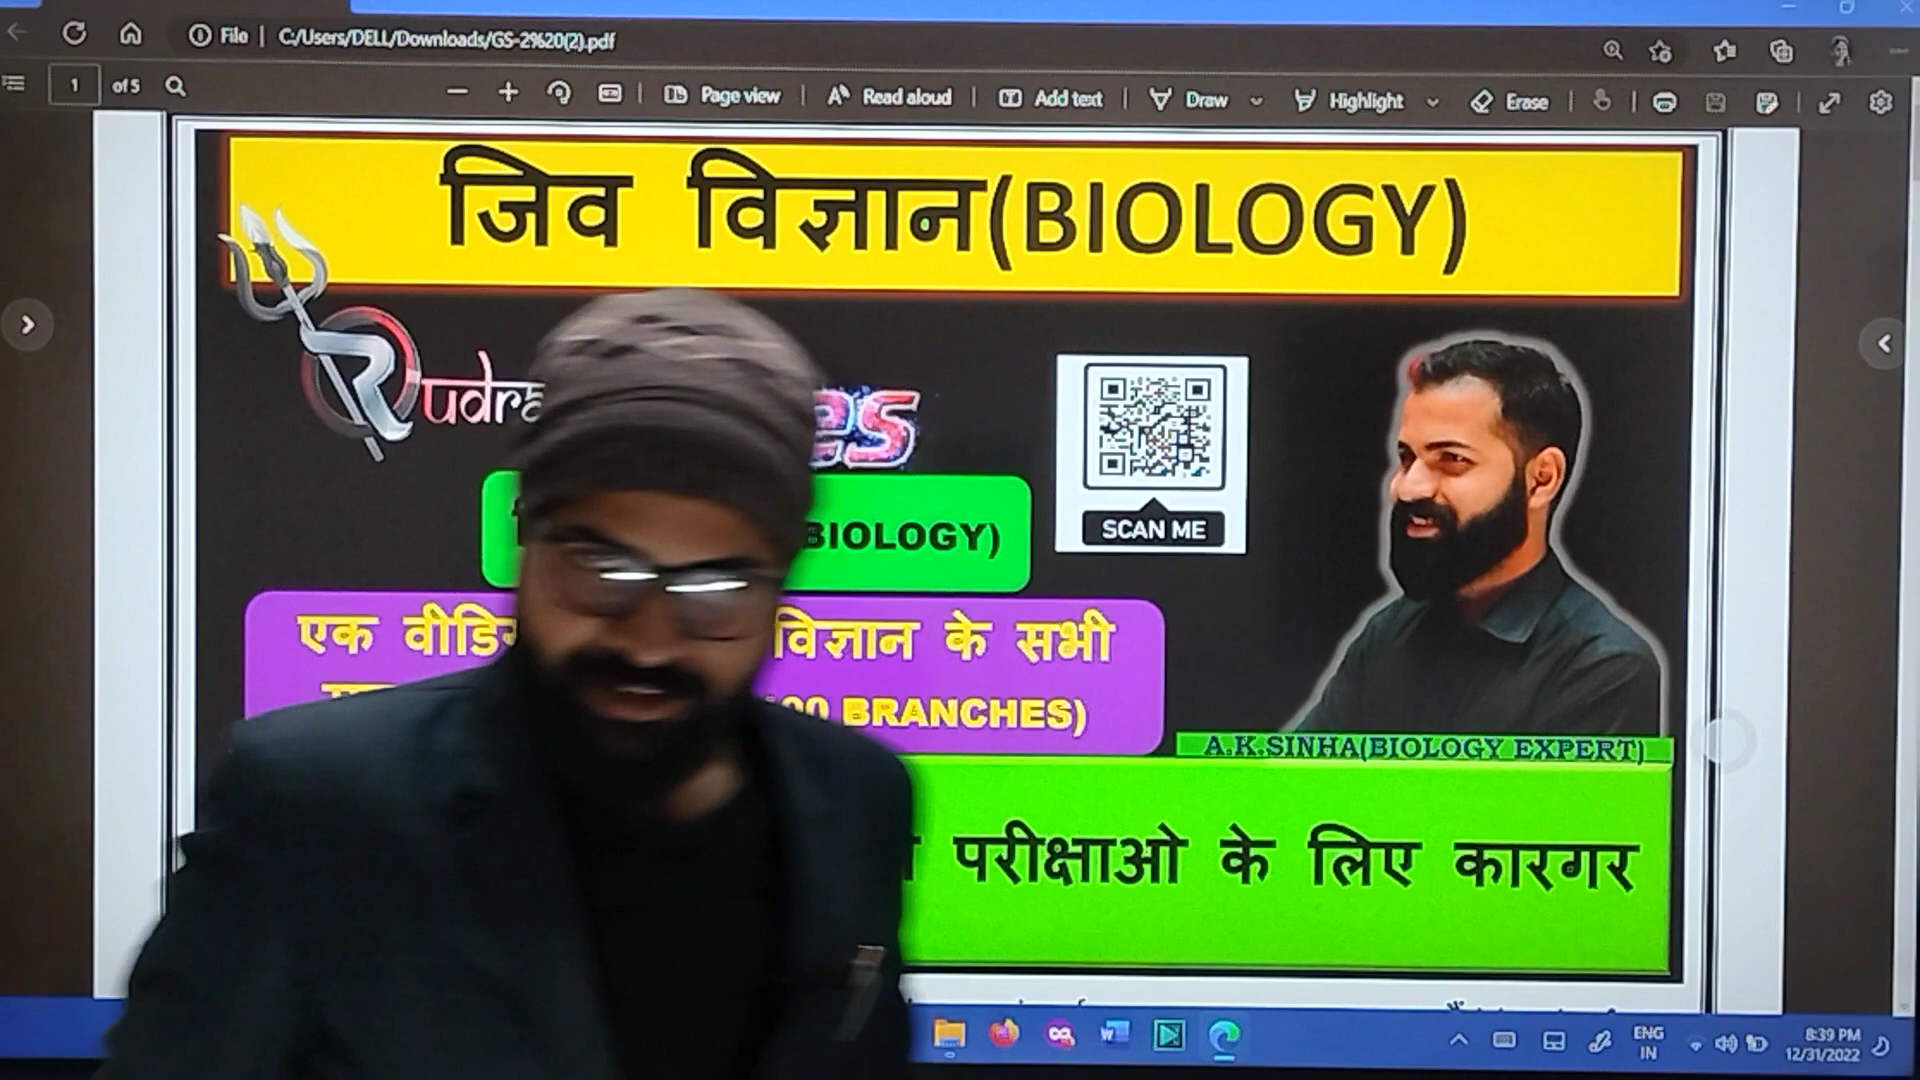 File | C:/Users/DELL/Downloads/GS-2%20(2).pdf
1 of 5 Page view Read aloud Add text Draw Highlight Erase
जिव विज्ञान(BIOLOGY)
SCAN ME
BIOLOGY)
विज्ञान के सभी
BRANCHES)
A.K.SINHA(BIOLOGY EXPERT)
परीक्षाओ के लिए कारगर
ENG
IN
8:39 PM
12/31/2022